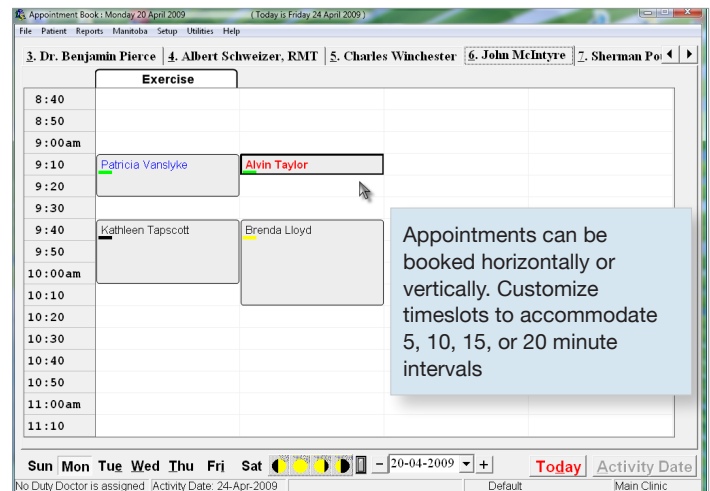 Appointment Book : Monday 20 April 2009 ( Today is Friday 24 April 2009 )
File Patient Reports Manitoba Setup Utilities Help
3. Dr. Benjamin Pierce 4. Albert Schweizer, RMT 5. Charles Winchester 6. John McIntyre 7. Sherman Po
Exercise
8:40
8:50
9:00am
9:10 Patricia Vanslyke Alvin Taylor
9:20
9:30
9:40 Kathleen Tapscott Brenda Lloyd
9:50
10:00am
10:10
10:20
10:30
10:40
10:50
11:00am
11:10
Appointments can be
booked horizontally or
vertically. Customize
timeslots to accommodate
5, 10, 15, or 20 minute
intervals
Sun Mon Tue Wed Thu Fri Sat - 20-04-2009 + Today Activity Date
No Duty Doctor is assigned Activity Date: 24-Apr-2009 Default Main Clinic